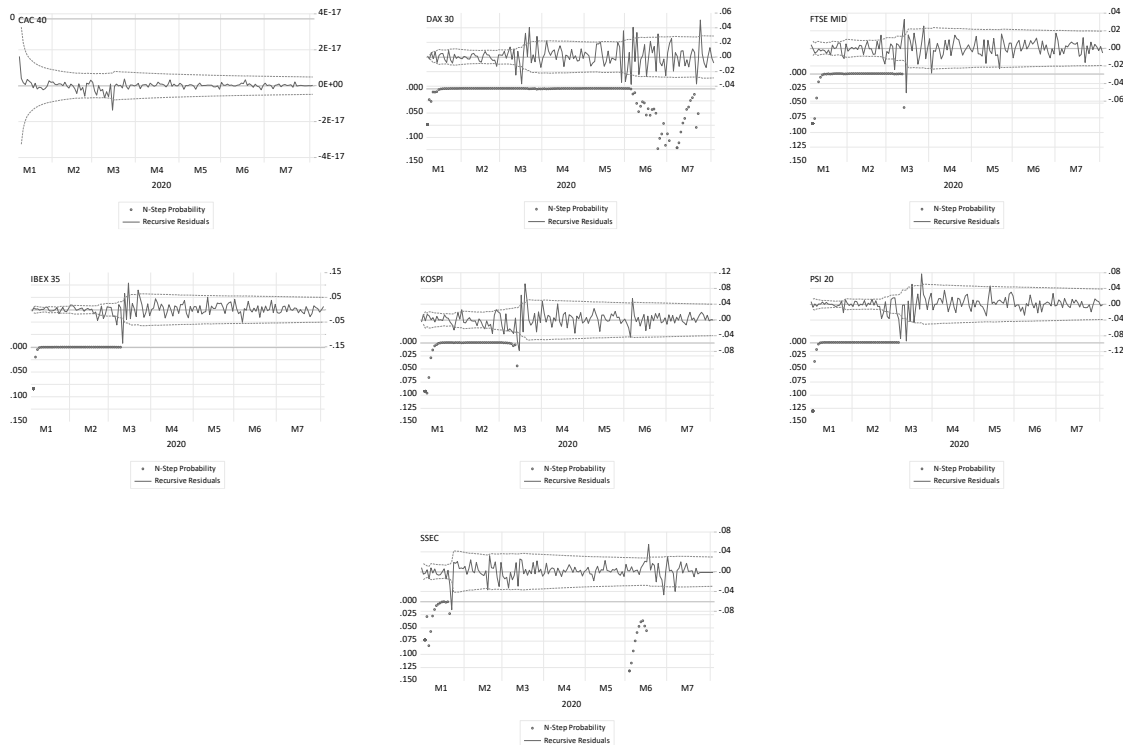 CAC 40
0
4E-17
2E-17
0E+00
-2E-17
-4E-17
M1 M2 M3 M4 M5 M6 M7
2020
N-Step Probability
Recursive Residuals
DAX 30
.06
.04
.02
.00
-.02
-.04
.000
.025
.050
.075
.100
.125
.150
M1 M2 M3 M4 M5 M6 M7
2020
N-Step Probability
Recursive Residuals
FTSE MID
.04
.02
.00
-.02
-.04
-.06
.000
.025
.050
.075
.100
.125
.150
M1 M2 M3 M4 M5 M6 M7
2020
N-Step Probability
Recursive Residuals
IBEX 35
.15
.05
-.05
-.15
.000
.050
.100
.150
M1 M2 M3 M4 M5 M6 M7
2020
N-Step Probability
Recursive Residuals
KOSPI
.12
.08
.04
.00
-.04
-.08
.000
.025
.050
.075
.100
.125
.150
M1 M2 M3 M4 M5 M6 M7
2020
N-Step Probability
Recursive Residuals
PSI 20
.08
.04
.00
-.04
-.08
-.12
.000
.025
.050
.075
.100
.125
.150
M1 M2 M3 M4 M5 M6 M7
2020
N-Step Probability
Recursive Residuals
SSEC
.08
.04
.00
-.04
-.08
.000
.025
.050
.075
.100
.125
.150
M1 M2 M3 M4 M5 M6 M7
2020
N-Step Probability
Recursive Residuals